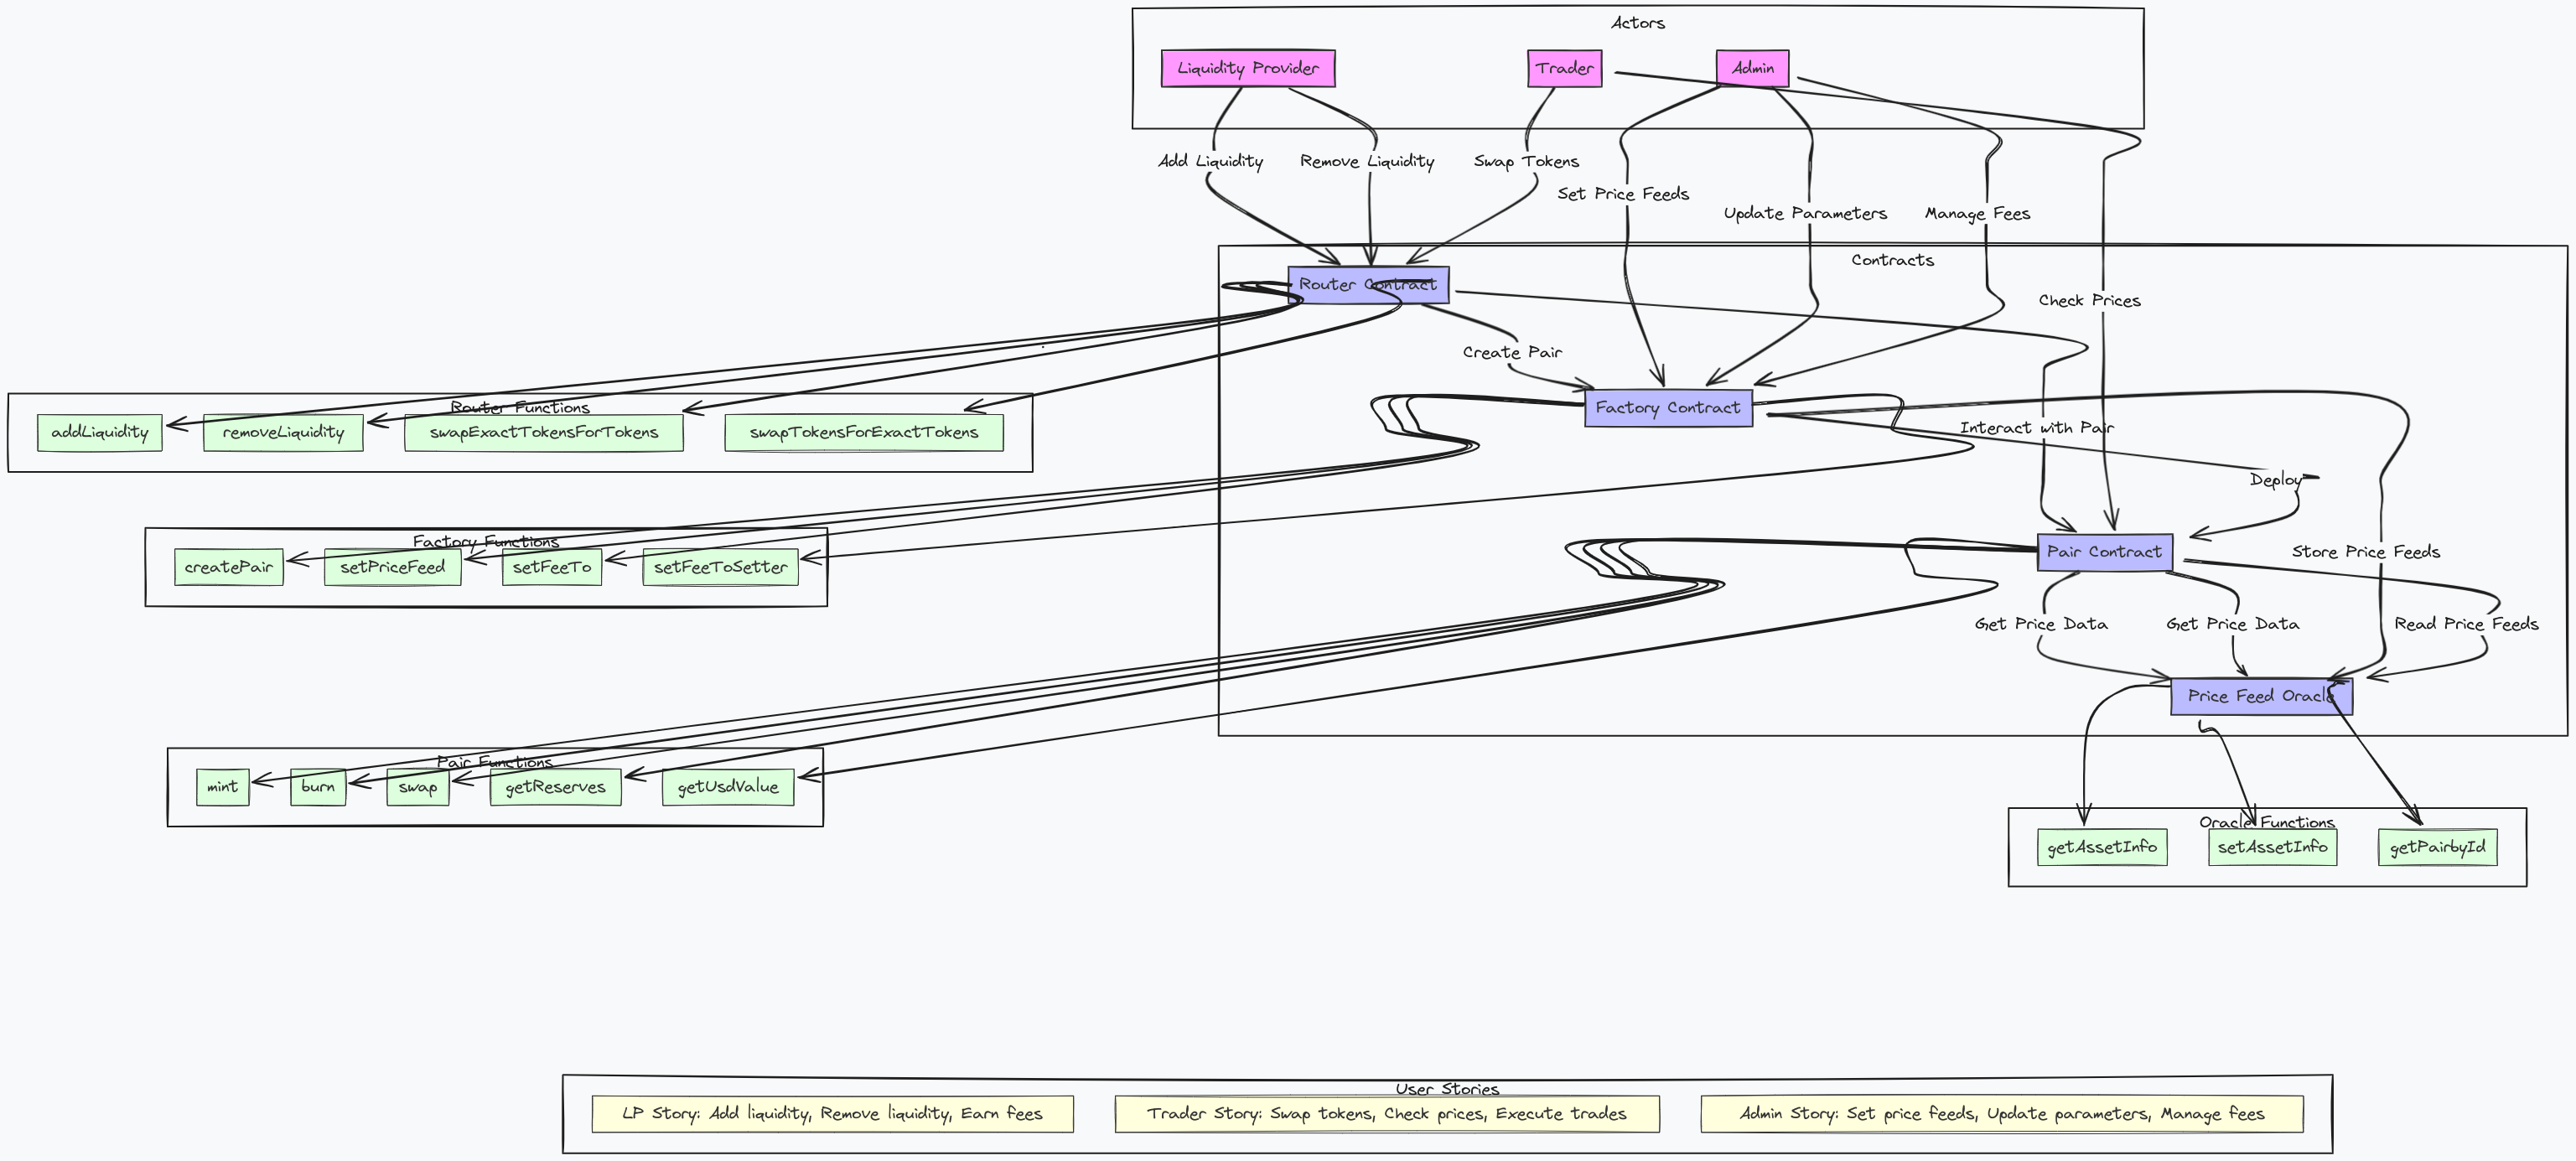 Actors
Liquidity Provider
Trader
Admin
Add Liquidity
Remove Liquidity
Swap Tokens
Set Price Feeds
Update Parameters
Manage Fees
Contracts
Router Contract
Check Prices
Create Pair
Router Functions
addLiquidity
removeLiquidity
swapExactTokensForTokens
swapTokensForExactTokens
Factory Contract
Interact with Pair
Deploy
Factory Functions
createPair
setPriceFeed
setFeeTo
setFeeToSetter
Pair Contract
Store Price Feeds
Get Price Data
Get Price Data
Read Price Feeds
Price Feed Oracle
Pair Functions
mint
burn
swap
getReserves
getUsdValue
Oracle Functions
getAssetInfo
setAssetInfo
getPairbyId
User Stories
LP Story: Add liquidity, Remove liquidity, Earn fees
Trader Story: Swap tokens, Check prices, Execute trades
Admin Story: Set price feeds, Update parameters, Manage fees